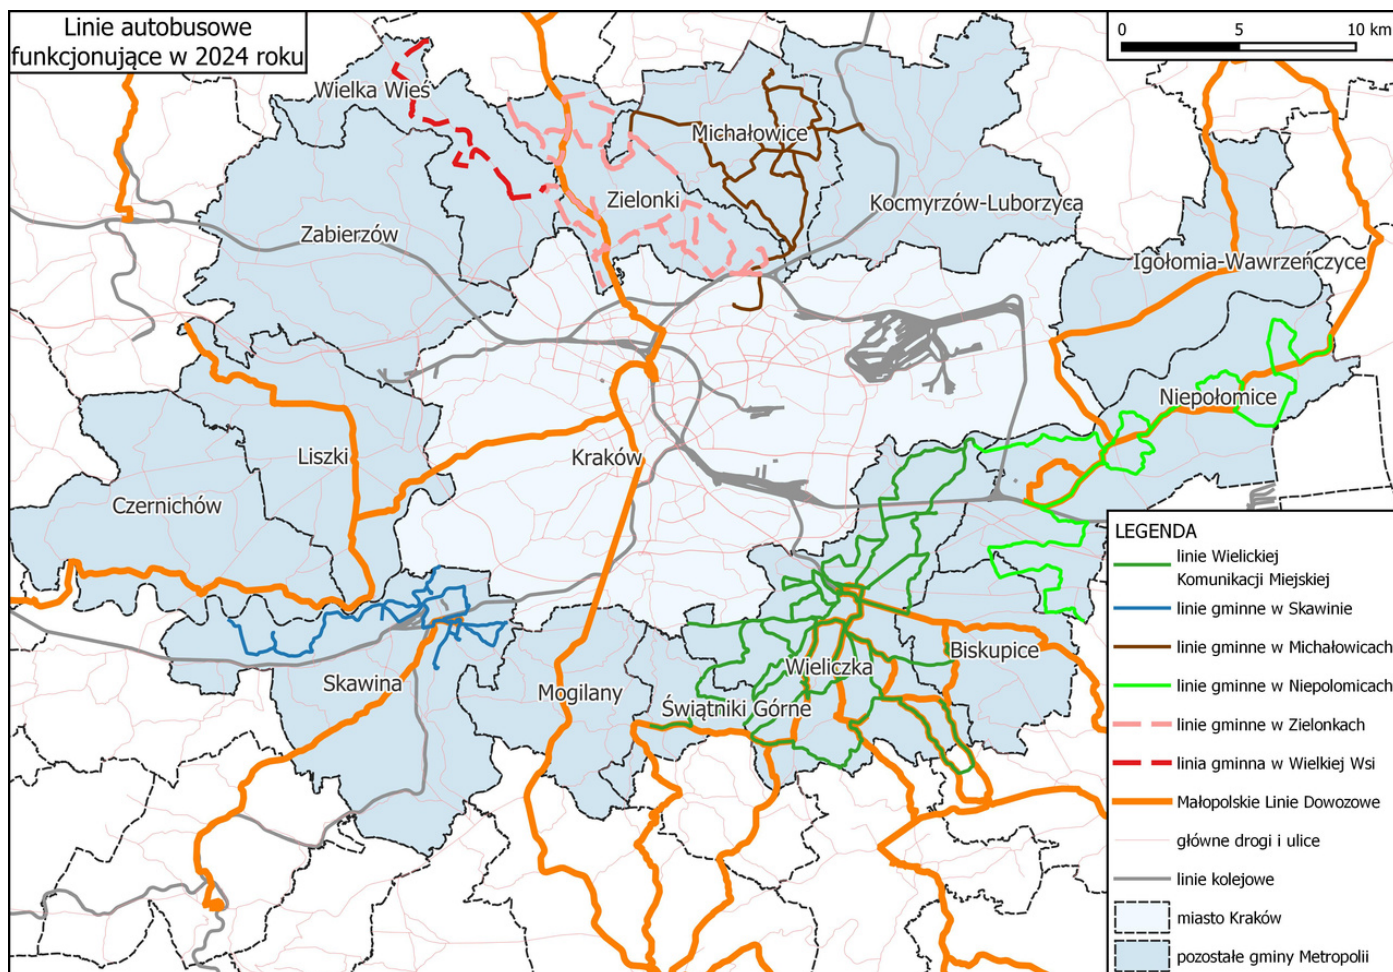 Linie autobusowe
funkcjonujące w 2024 roku
0 5 10 km
Wielka Wieś
Michałowice
Zielonki
Kocmyrzów-Luborzyca
Zabierzów
Igołomia-Wawrzeńczyce
Niepołomice
Liszki
Kraków
Czernichów
Biskupice
Wieliczka
Skawina
Mogilany
Świątniki Górne
LEGENDA
linie Wielickiej
Komunikacji Miejskiej
linie gminne w Skawinie
linie gminne w Michałowicach
linie gminne w Niepolomicach
linie gminne w Zielonkach
linia gminna w Wielkiej Wsi
Małopolskie Linie Dowozowe
główne drogi i ulice
linie kolejowe
miasto Kraków
pozostałe gminy Metropolii